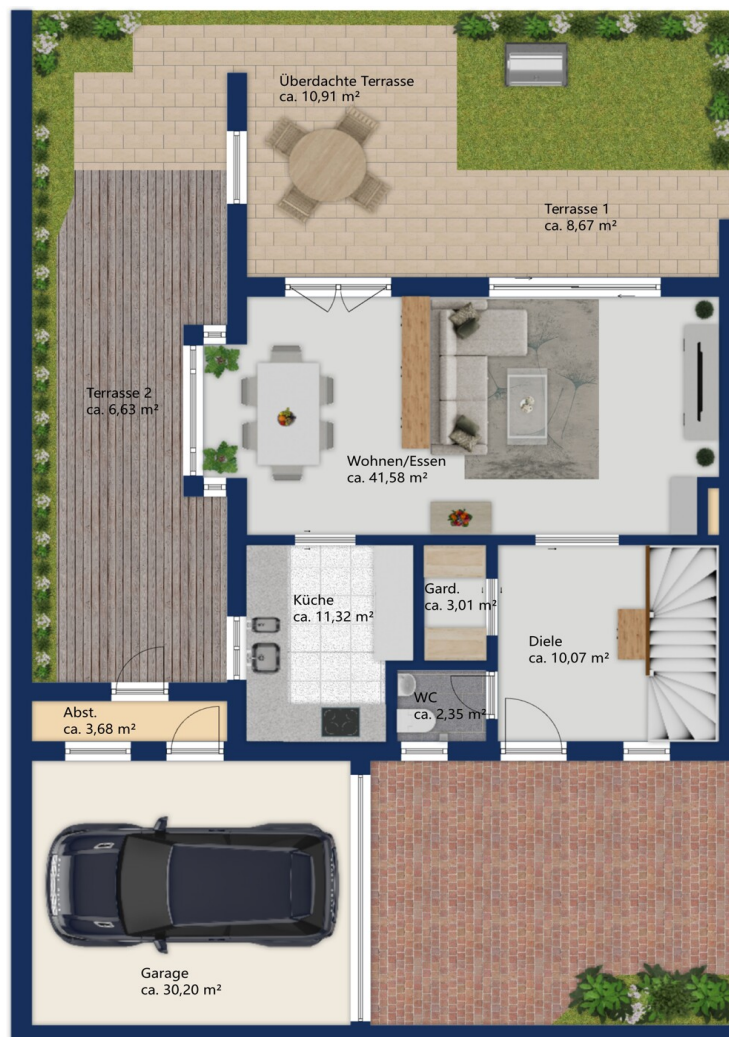 Überdachte Terrasse
ca. 10,91 m²
Terrasse 1
ca. 8,67 m²
Terrasse 2
ca. 6,63 m²
Wohnen/Essen
ca. 41,58 m²
Küche
ca. 11,32 m²
Gard.
ca. 3,01 m²
Diele
ca. 10,07 m²
WC
ca. 2,35 m²
Abst.
ca. 3,68 m²
Garage
ca. 30,20 m²